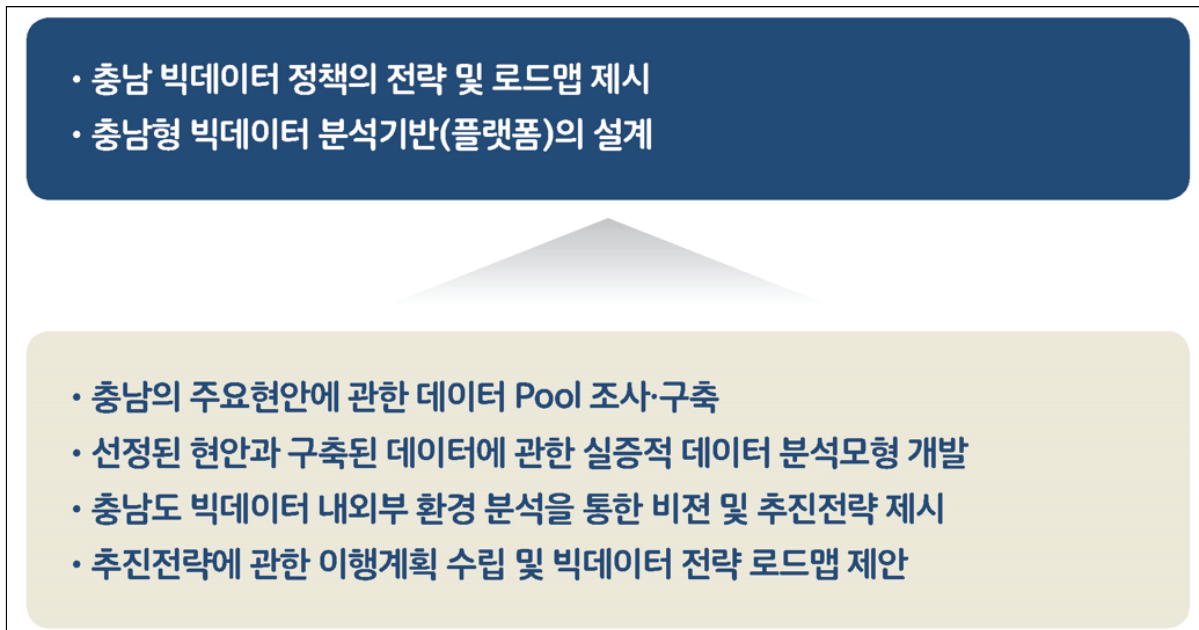 · 충남 빅데이터 정책의 전략 및 로드맵 제시
· 충남형 빅데이터 분석기반(플랫폼)의 설계
· 충남의 주요현안에 관한 데이터 Pool 조사·구축
· 선정된 현안과 구축된 데이터에 관한 실증적 데이터 분석모형 개발
· 충남도 빅데이터 내외부 환경 분석을 통한 비젼 및 추진전략 제시
· 추진전략에 관한 이행계획 수립 및 빅데이터 전략 로드맵 제안